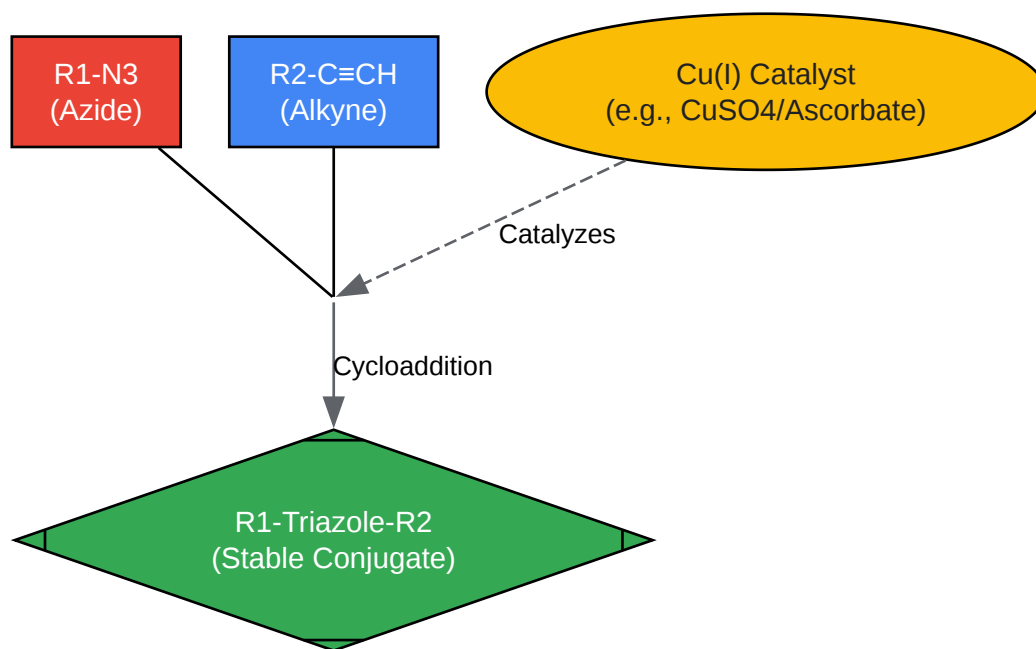 R1-N3
(Azide)
R2-C≡CH
(Alkyne)
Cu(I) Catalyst
(e.g., CuSO4/Ascorbate)
Catalyzes
Cycloaddition
R1-Triazole-R2
(Stable Conjugate)